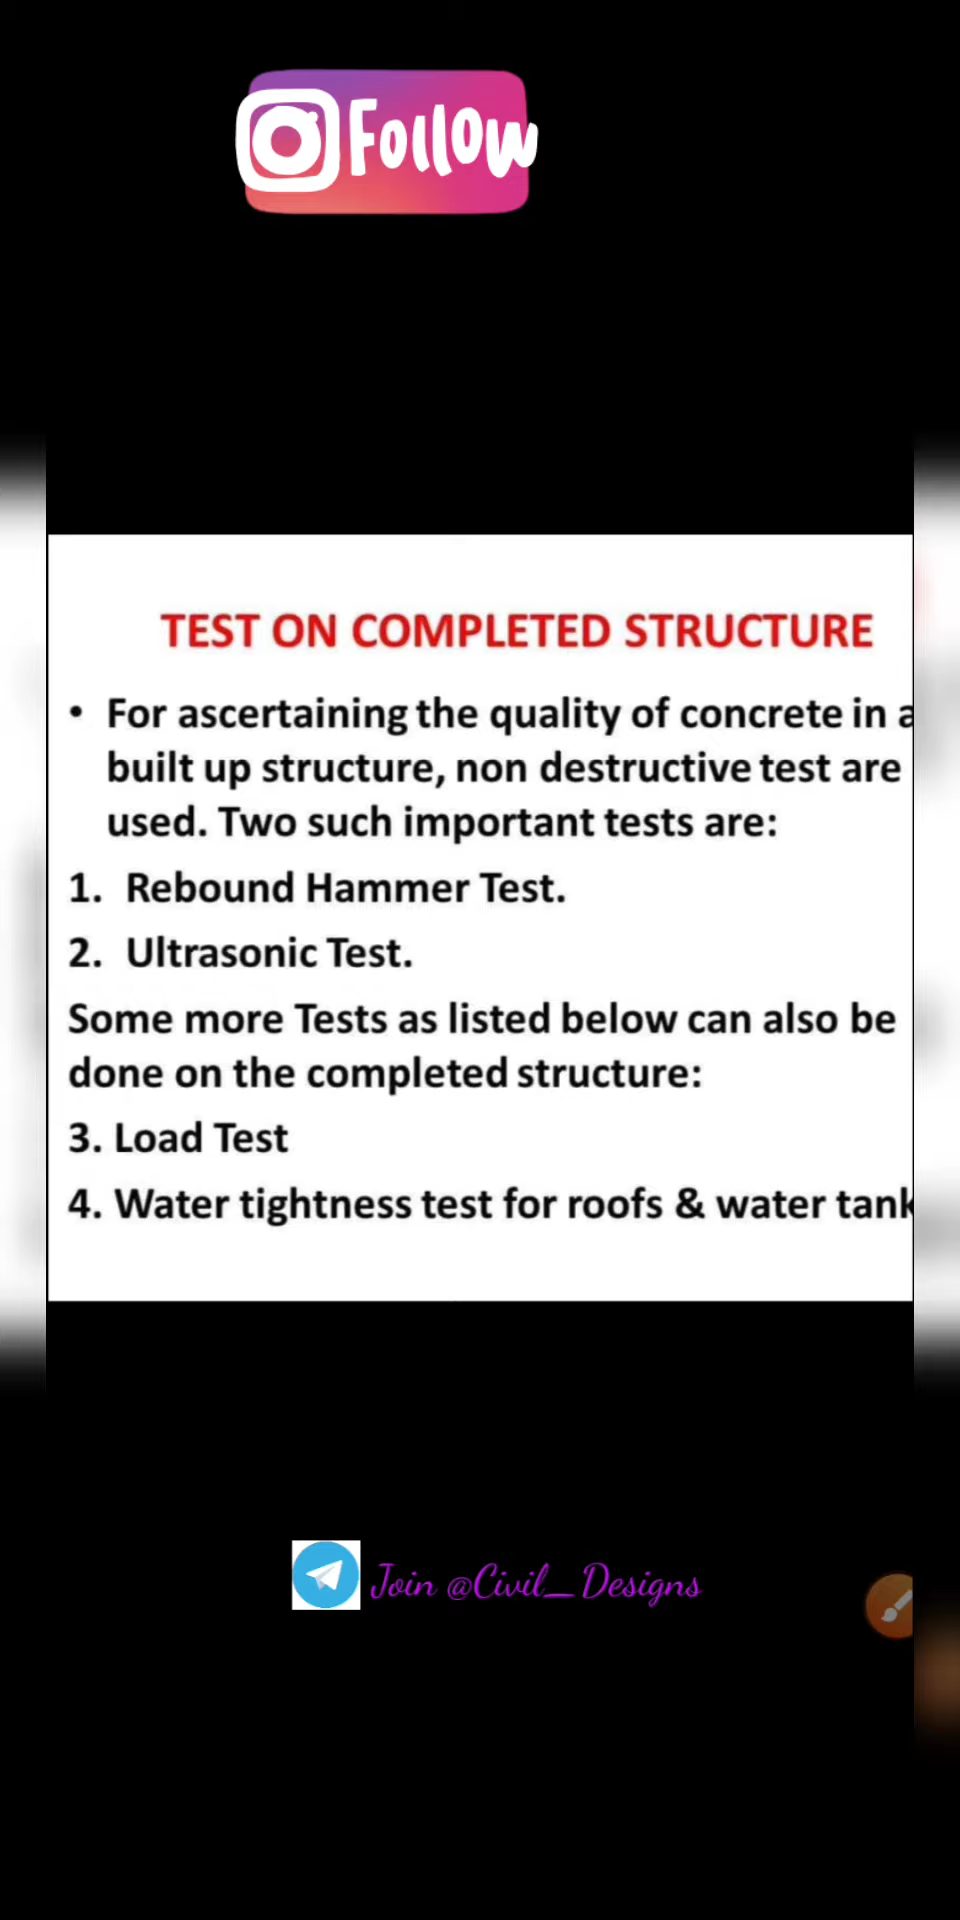 Follow
TEST ON COMPLETED STRUCTURE
• For ascertaining the quality of concrete in a
built up structure, non destructive test are
used. Two such important tests are:
1. Rebound Hammer Test.
2. Ultrasonic Test.
Some more Tests as listed below can also be
done on the completed structure:
3. Load Test
4. Water tightness test for roofs & water tank
Join @Civil_Designs